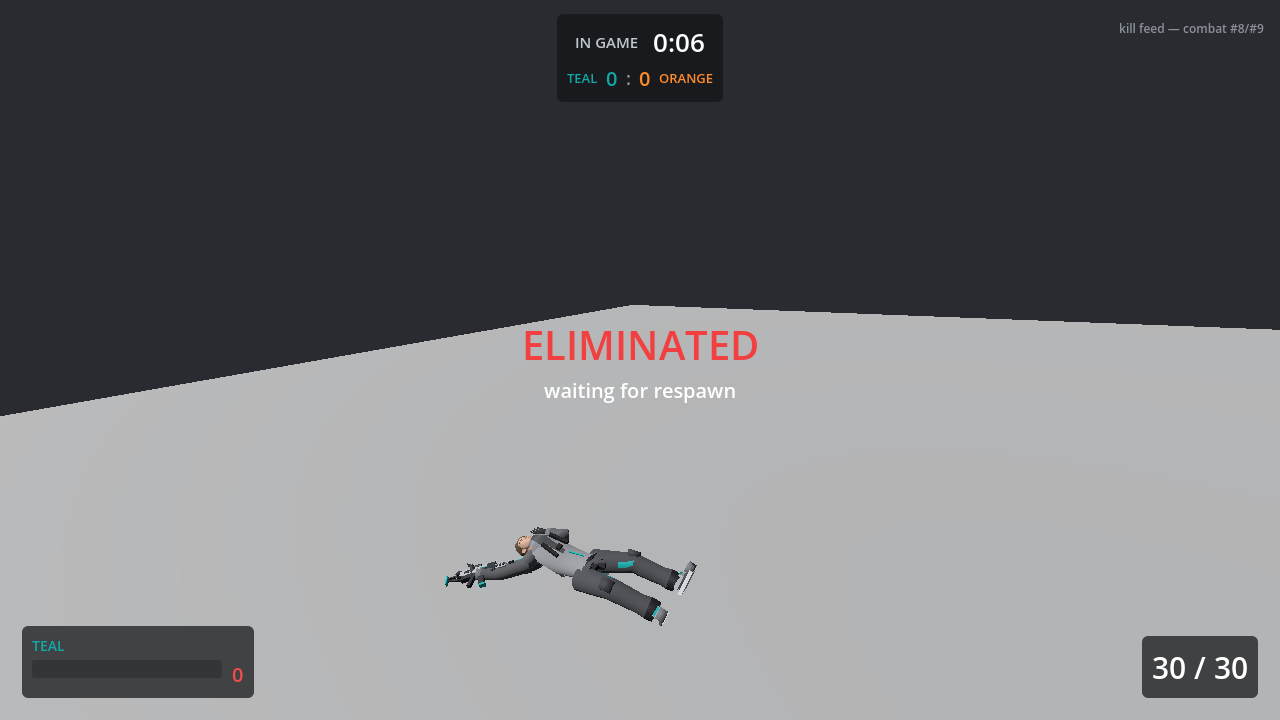 IN GAME 0:06
TEAL 0 : 0 ORANGE
kill feed — combat #8/#9
ELIMINATED
waiting for respawn
TEAL
0
30 / 30